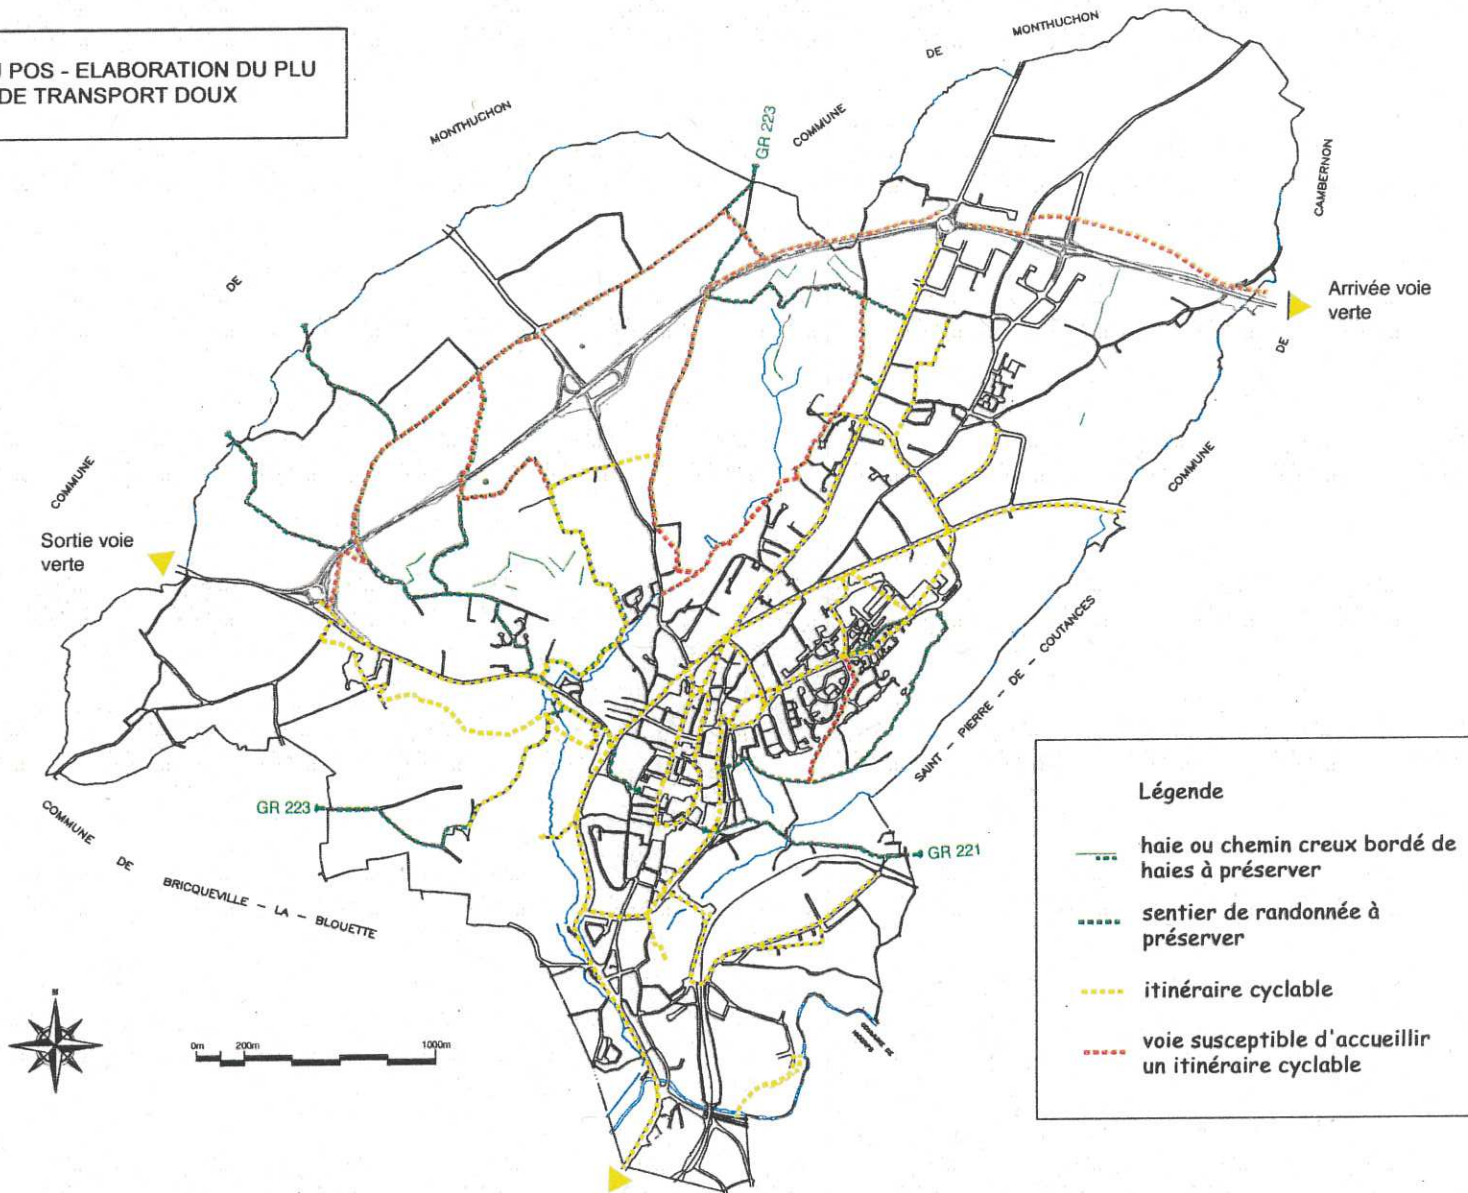 POS - ELABORATION DU PLU
DE TRANSPORT DOUX
DE
MONTHUCHON
MONTHUCHON
GR 223
COMMUNE
CAMBERNON
DE
Arrivée voie
verte
DE
COMMUNE
COMMUNE
Sortie voie
verte
SAINT - PIERRE - DE - COUTANCES
GR 223
GR 221
COMMUNE
DE
BRICQUEVILLE - LA - BLOUETTE
COMMUNE DE
N
0m
200m
1000m
Légende
haie ou chemin creux bordé de
haies à préserver
sentier de randonnée à
préserver
itinéraire cyclable
voie susceptible d'accueillir
un itinéraire cyclable